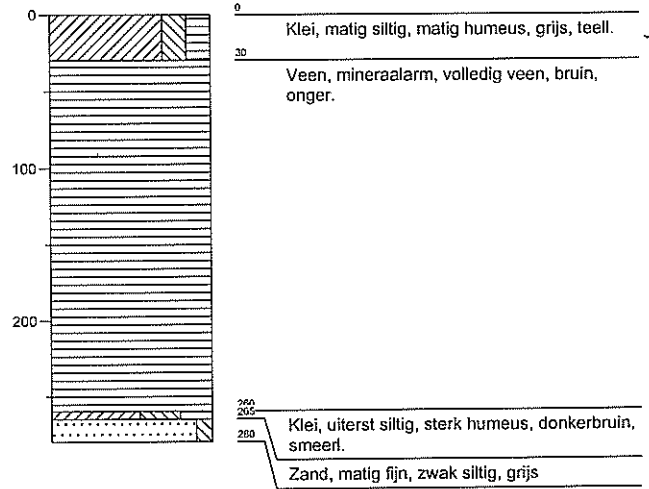 0
0
Klei, matig siltig, matig humeus, grijs, teell.
30
Veen, mineraalarm, volledig veen, bruin,
onger.
100
200
260
265
Klei, uiterst siltig, sterk humeus, donkerbruin,
smeerl.
280
Zand, matig fijn, zwak siltig, grijs